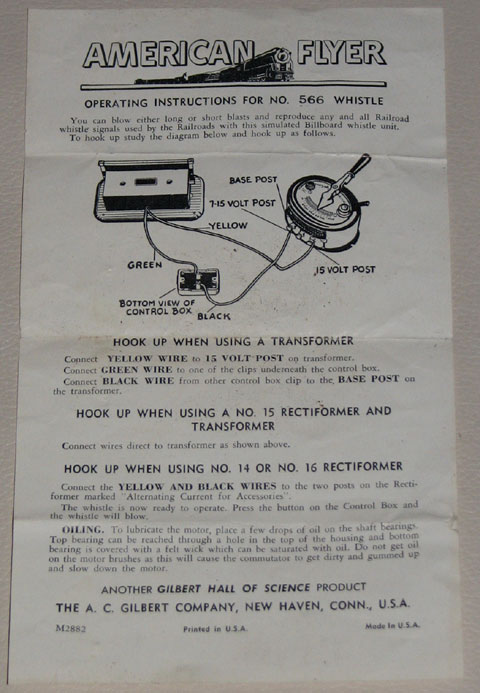 AMERICAN FLYER
OPERATING INSTRUCTIONS FOR NO. 566 WHISTLE
You can blow either long or short blasts and reproduce any and all Railroad
whistle signals used by the Railroads with this simulated Billboard whistle unit.
To hook up study the diagram below and hook up as follows.
BASE POST
7-15 VOLT POST
YELLOW
GREEN
15 VOLT POST
BOTTOM VIEW OF
CONTROL BOX
BLACK
HOOK UP WHEN USING A TRANSFORMER
Connect YELLOW WIRE to 15 VOLT POST on transformer.
Connect GREEN WIRE to one of the clips underneath the control box.
Connect BLACK WIRE from other control box clip to the BASE POST on
the transformer.
HOOK UP WHEN USING A NO. 15 RECTIFORMER AND
TRANSFORMER
Connect wires direct to transformer as shown above.
HOOK UP WHEN USING NO. 14 OR NO. 16 RECTIFORMER
Connect the YELLOW AND BLACK WIRES to the two posts on the Recti-
former marked "Alternating Current for Accessories".
The whistle is now ready to operate. Press the button on the Control Box and
the whistle will blow.
OILING. To lubricate the motor, place a few drops of oil on the shaft bearings.
Top bearing can be reached through a hole in the top of the housing and bottom
bearing is covered with a felt wick which can be saturated with oil. Do not get oil
on the motor brushes as this will cause the commutator to get dirty and gummed up
and slow down the motor.
ANOTHER GILBERT HALL OF SCIENCE PRODUCT
THE A. C. GILBERT COMPANY, NEW HAVEN, CONN., U.S.A.
M2882 Printed in U.S.A. Made in U.S.A.